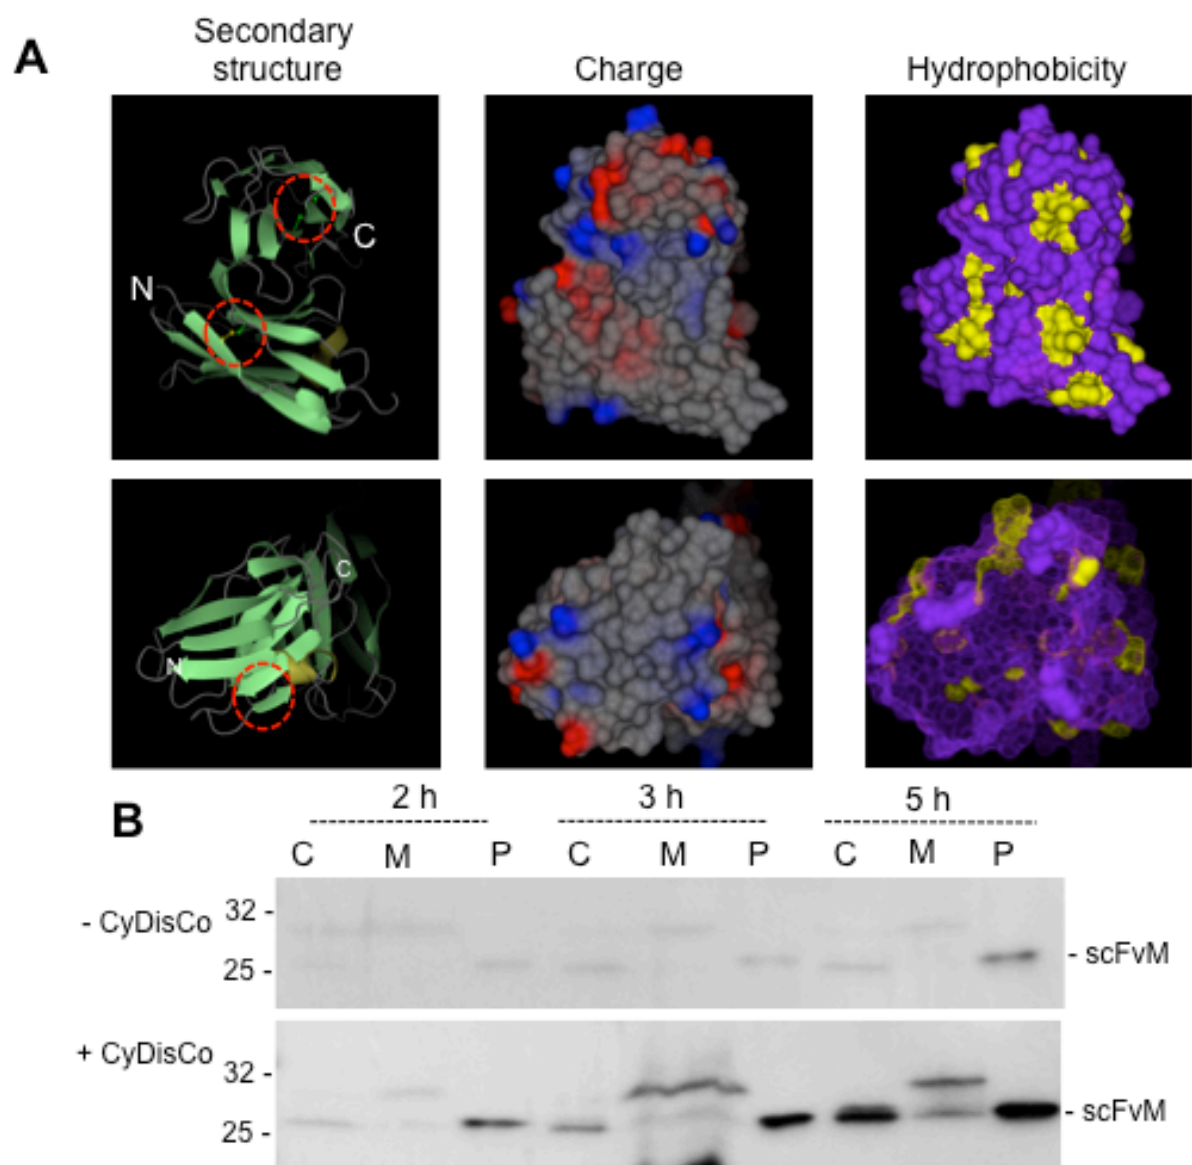 A
Secondary
structure
Charge
Hydrophobicity
N
C
N
C
B
2 h
3 h
5 h
C M P C M P C M P
- CyDisCo
32 -
25 -
- scFvM
+ CyDisCo
32 -
25 -
- scFvM